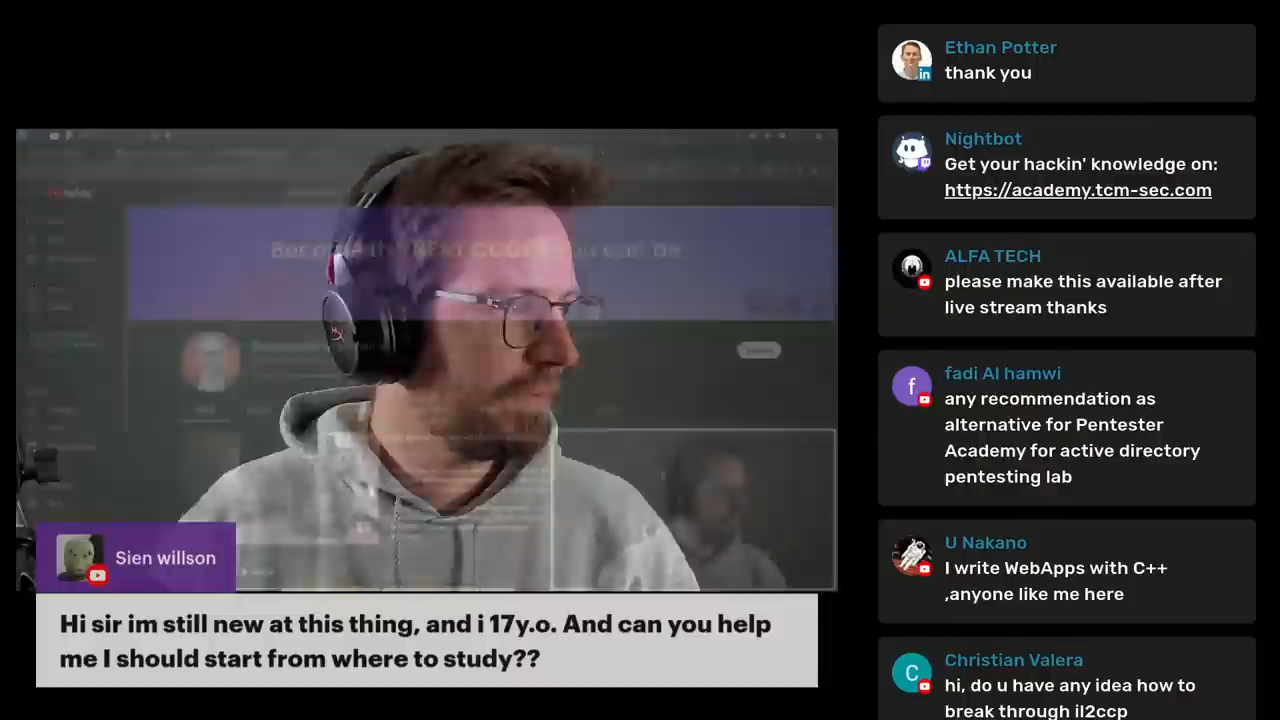 Sien willson
Hi sir im still new at this thing, and i 17y.o. And can you help
me I should start from where to study??
Ethan Potter
thank you
Nightbot
Get your hackin' knowledge on:
https://academy.tcm-sec.com
ALFA TECH
please make this available after
live stream thanks
fadi Al hamwi
any recommendation as
alternative for Pentester
Academy for active directory
pentesting lab
U Nakano
I write WebApps with C++
,anyone like me here
Christian Valera
hi, do u have any idea how to
break through il2ccp